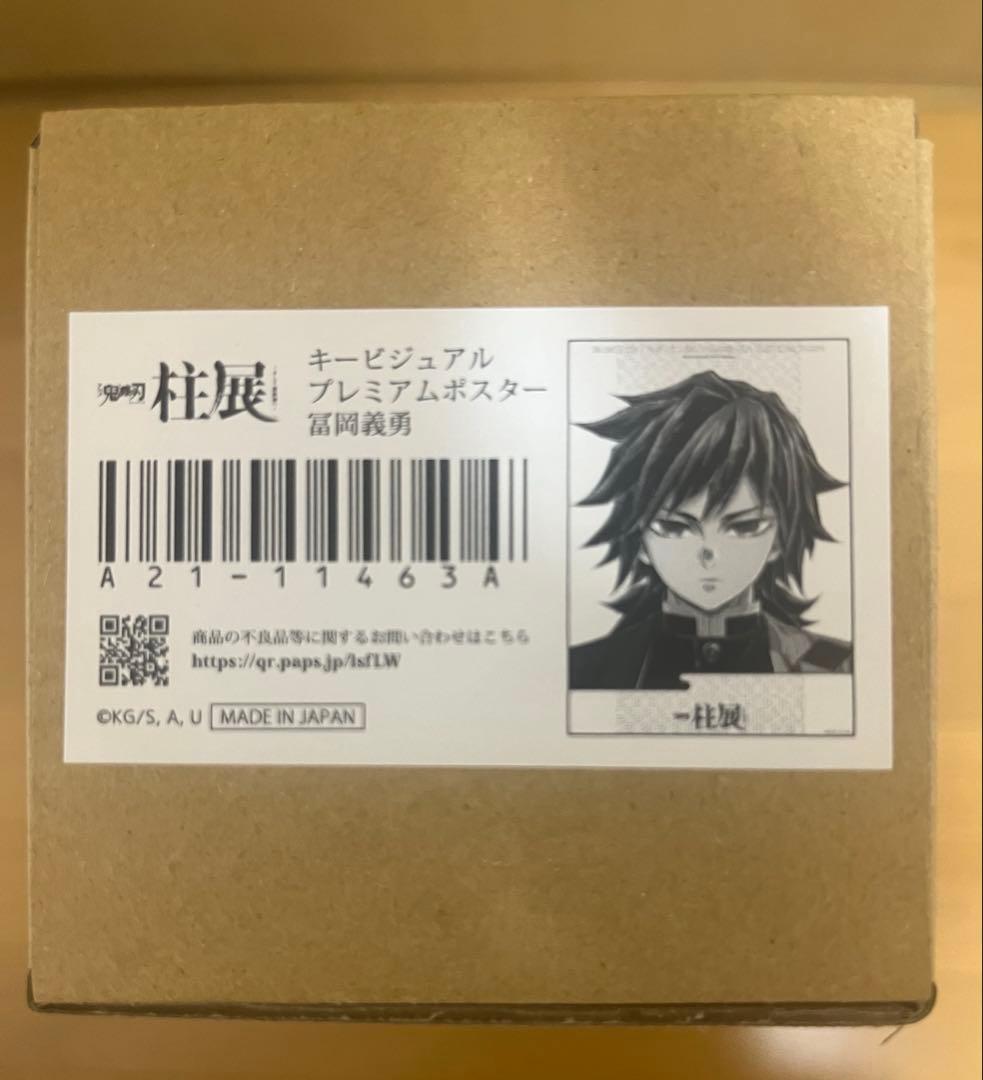 鬼滅の刃 柱展
キービジュアル
プレミアムポスター
冨岡義勇
A21-11463A
商品の不良品等に関するお問い合わせはこちら
https://qr.paps.jp/lsfLW
©KG/S, A, U MADE IN JAPAN
柱展